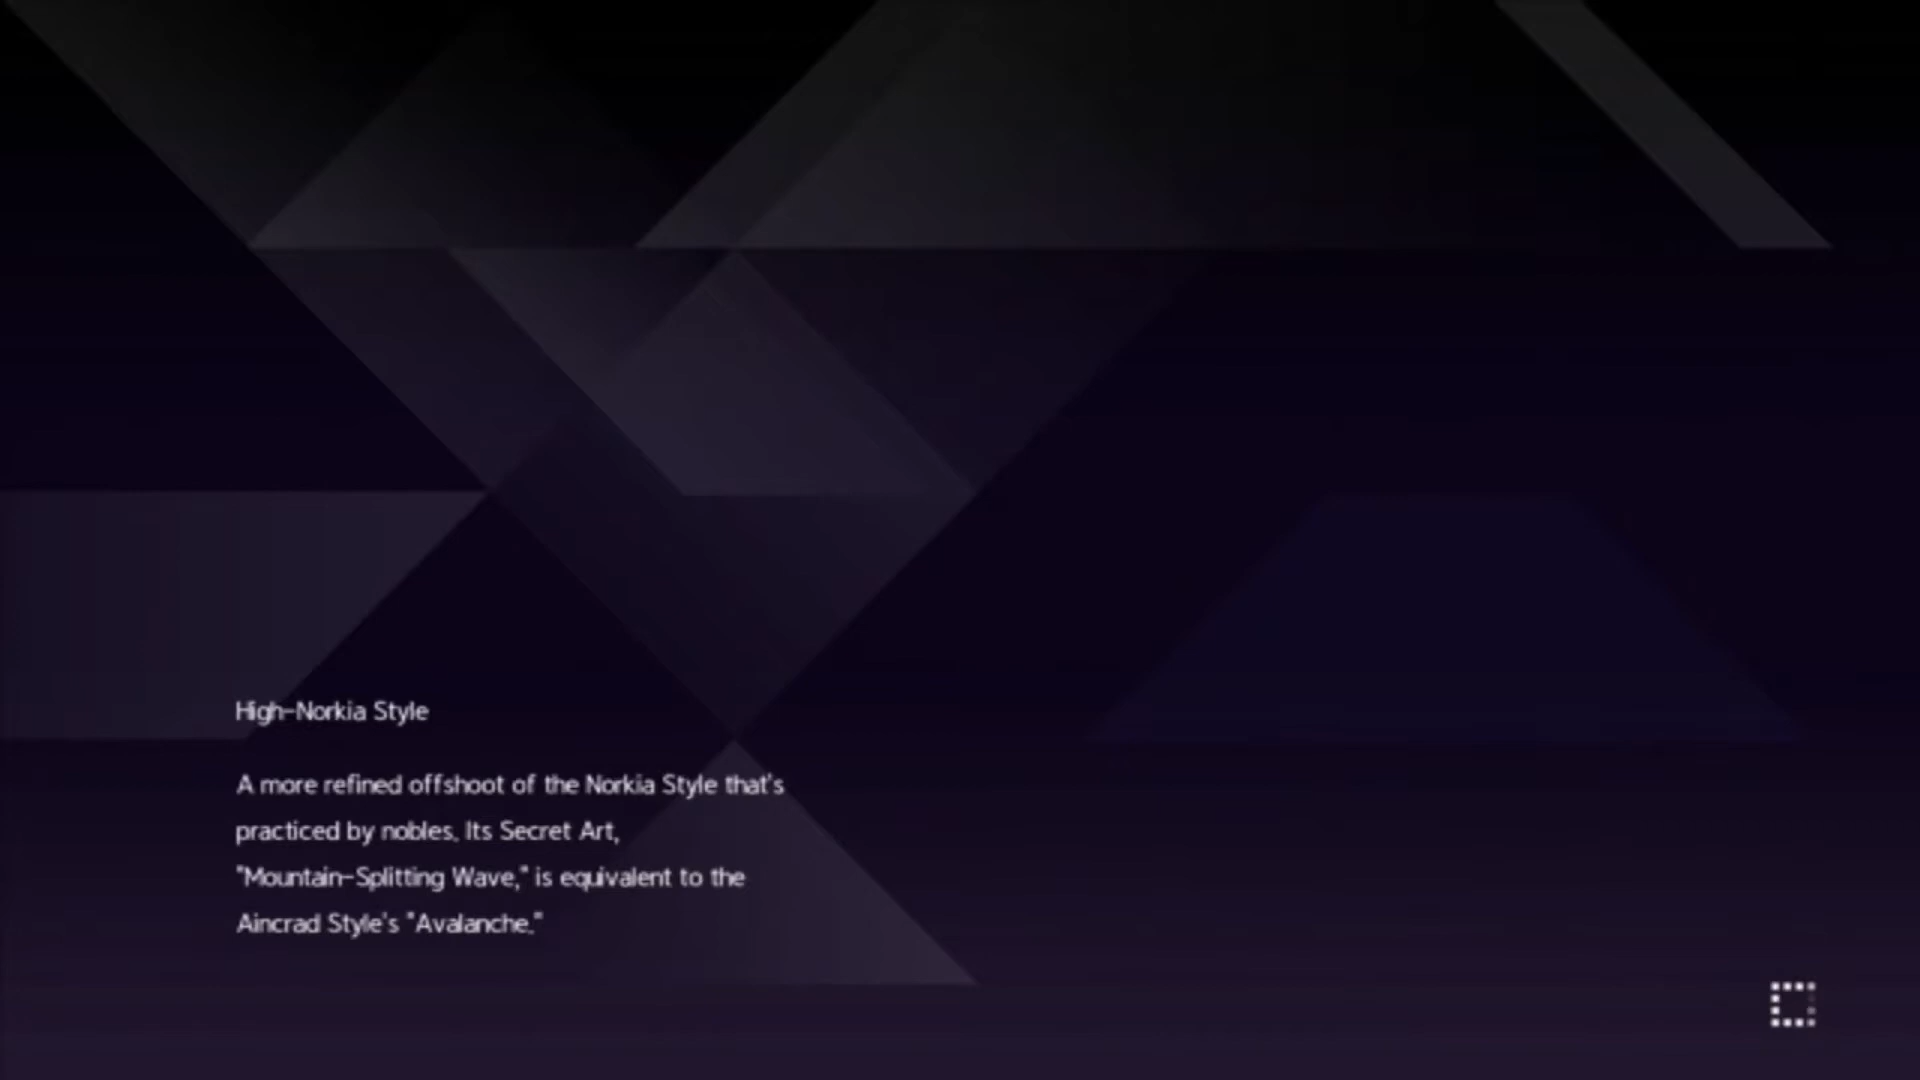 High-Norkia Style
A more refined offshoot of the Norkia Style that's
practiced by nobles. Its Secret Art,
"Mountain-Splitting Wave," is equivalent to the
Aincrad Style's "Avalanche."